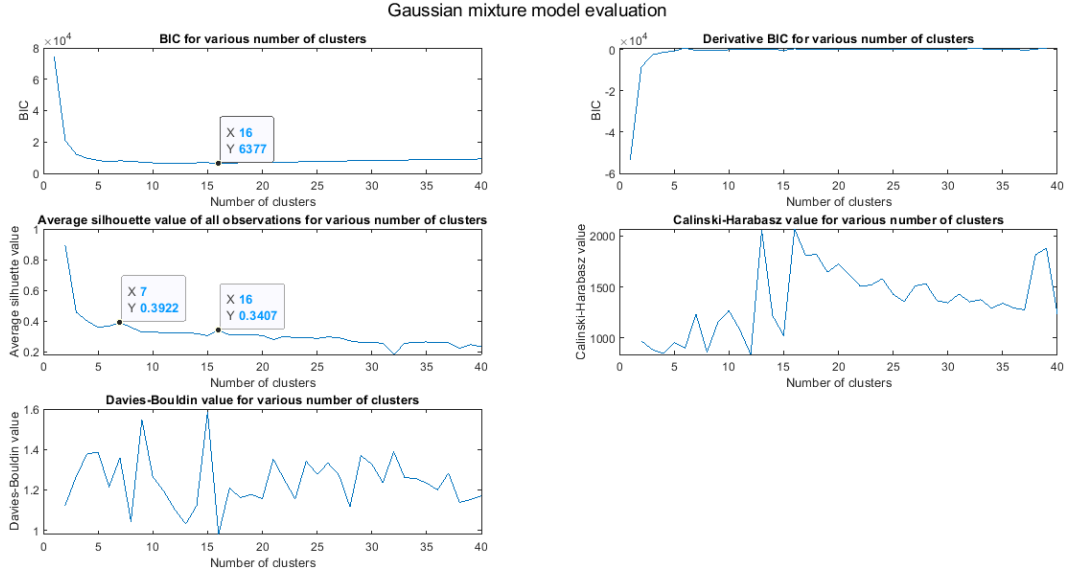 Gaussian mixture model evaluation
BIC for various number of clusters
×10^4
8
6
4
2
0
BIC
X 16
Y 6377
0 5 10 15 20 25 30 35 40
Number of clusters
Derivative BIC for various number of clusters
×10^4
0
-2
-4
-6
BIC
0 5 10 15 20 25 30 35 40
Number of clusters
Average silhouette value of all observations for various number of clusters
1
0.8
0.6
0.4
0.2
Average silhuette value
X 7
Y 0.3922
X 16
Y 0.3407
0 5 10 15 20 25 30 35 40
Number of clusters
Calinski-Harabasz value for various number of clusters
2000
1500
1000
Calinski-Harabasz value
0 5 10 15 20 25 30 35 40
Number of clusters
Davies-Bouldin value for various number of clusters
1.6
1.4
1.2
1
Davies-Bouldin value
0 5 10 15 20 25 30 35 40
Number of clusters